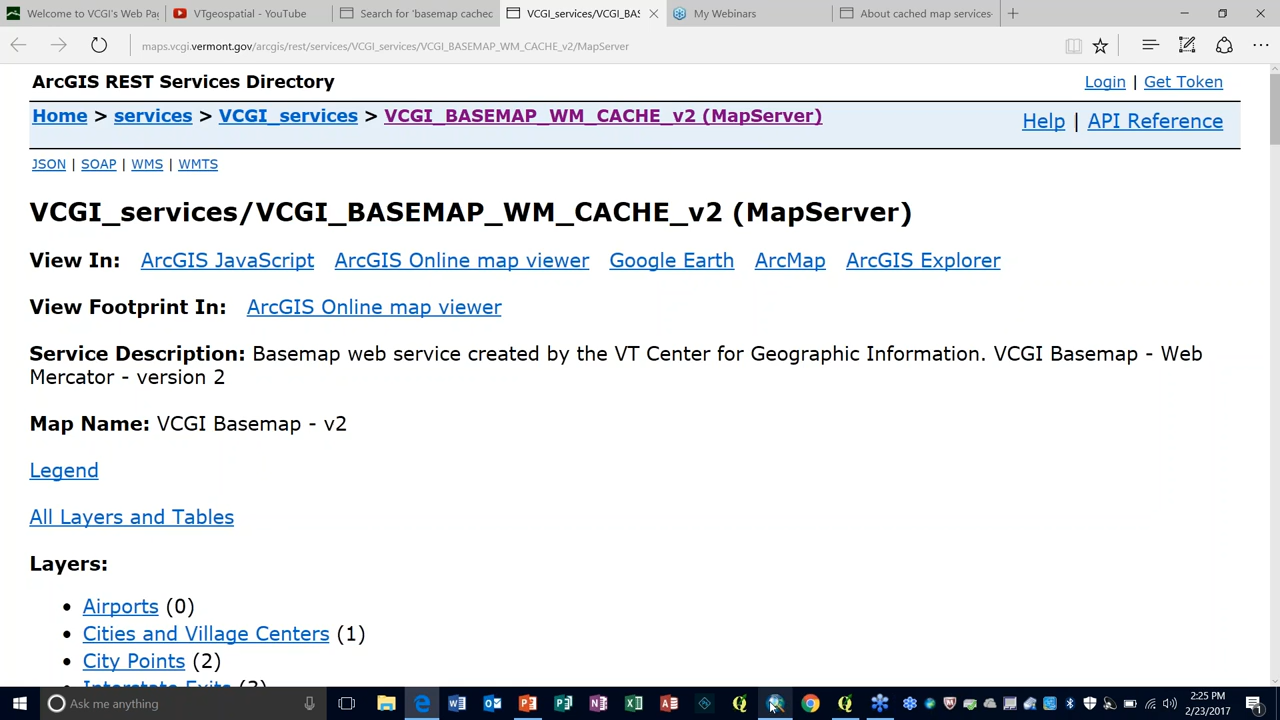 Welcome to VCGI's Web Pa
VTgeospatial - YouTube
Search for 'basemap cachec
VCGI_services/VCGI_BAS
My Webinars
About cached map services-
maps.vcgi.vermont.gov/arcgis/rest/services/VCGI_services/VCGI_BASEMAP_WM_CACHE_v2/MapServer
ArcGIS REST Services Directory
Login | Get Token
Home > services > VCGI_services > VCGI_BASEMAP_WM_CACHE_v2 (MapServer)
Help | API Reference
JSON | SOAP | WMS | WMTS
VCGI_services/VCGI_BASEMAP_WM_CACHE_v2 (MapServer)
View In: ArcGIS JavaScript ArcGIS Online map viewer Google Earth ArcMap ArcGIS Explorer
View Footprint In: ArcGIS Online map viewer
Service Description: Basemap web service created by the VT Center for Geographic Information. VCGI Basemap - Web
Mercator - version 2
Map Name: VCGI Basemap - v2
Legend
All Layers and Tables
Layers:
• Airports (0)
• Cities and Village Centers (1)
• City Points (2)
Interstate Exits (3)
Ask me anything
2:25 PM
2/23/2017